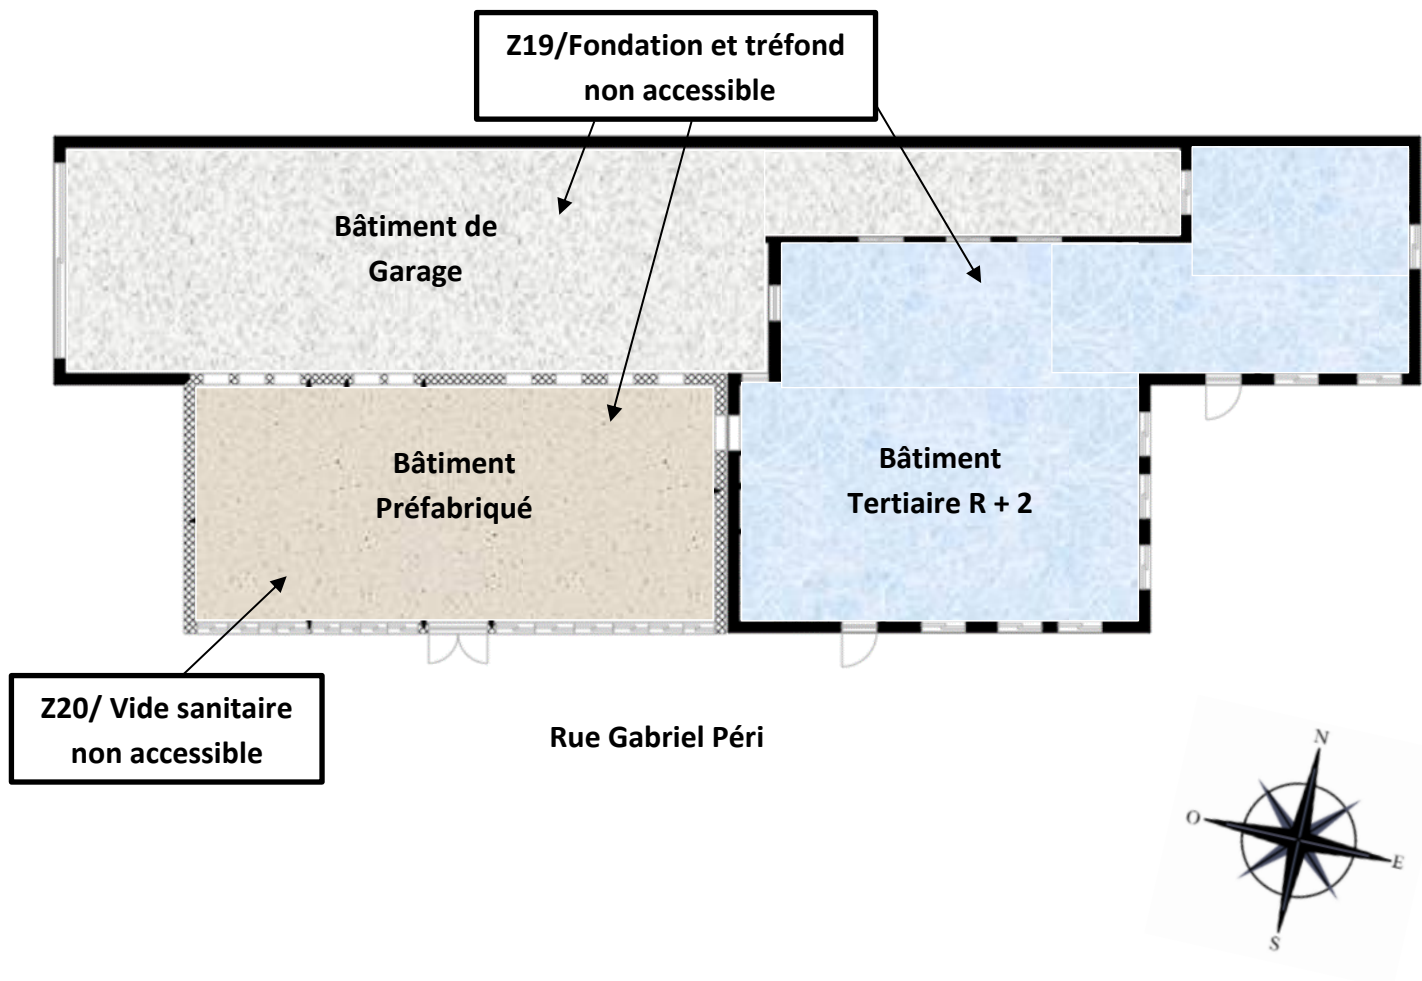 Z19/Fondation et tréfond
non accessible
Bâtiment de
Garage
Bâtiment
Préfabriqué
Bâtiment
Tertiaire R + 2
Z20/ Vide sanitaire
non accessible
Rue Gabriel Péri
N
O
E
S